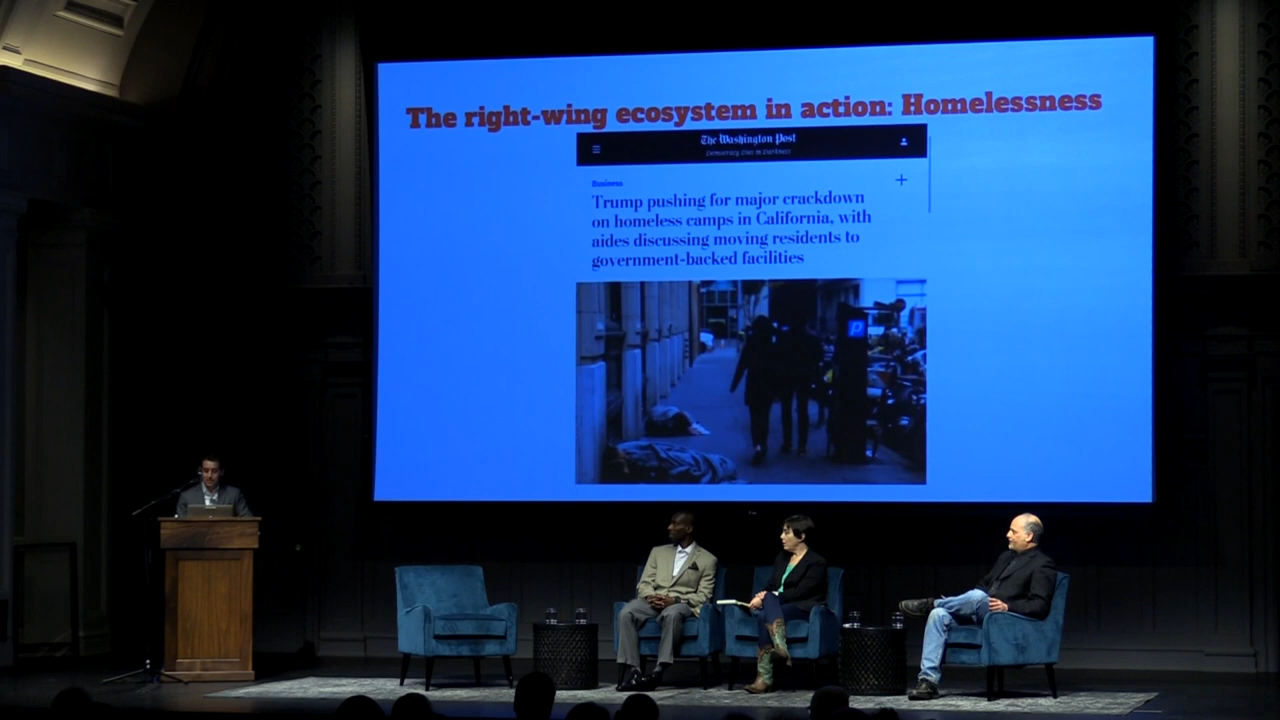 The right-wing ecosystem in action: Homelessness
The Washington Post
Democracy Dies in Darkness
Business
Trump pushing for major crackdown
on homeless camps in California, with
aides discussing moving residents to
government-backed facilities
P